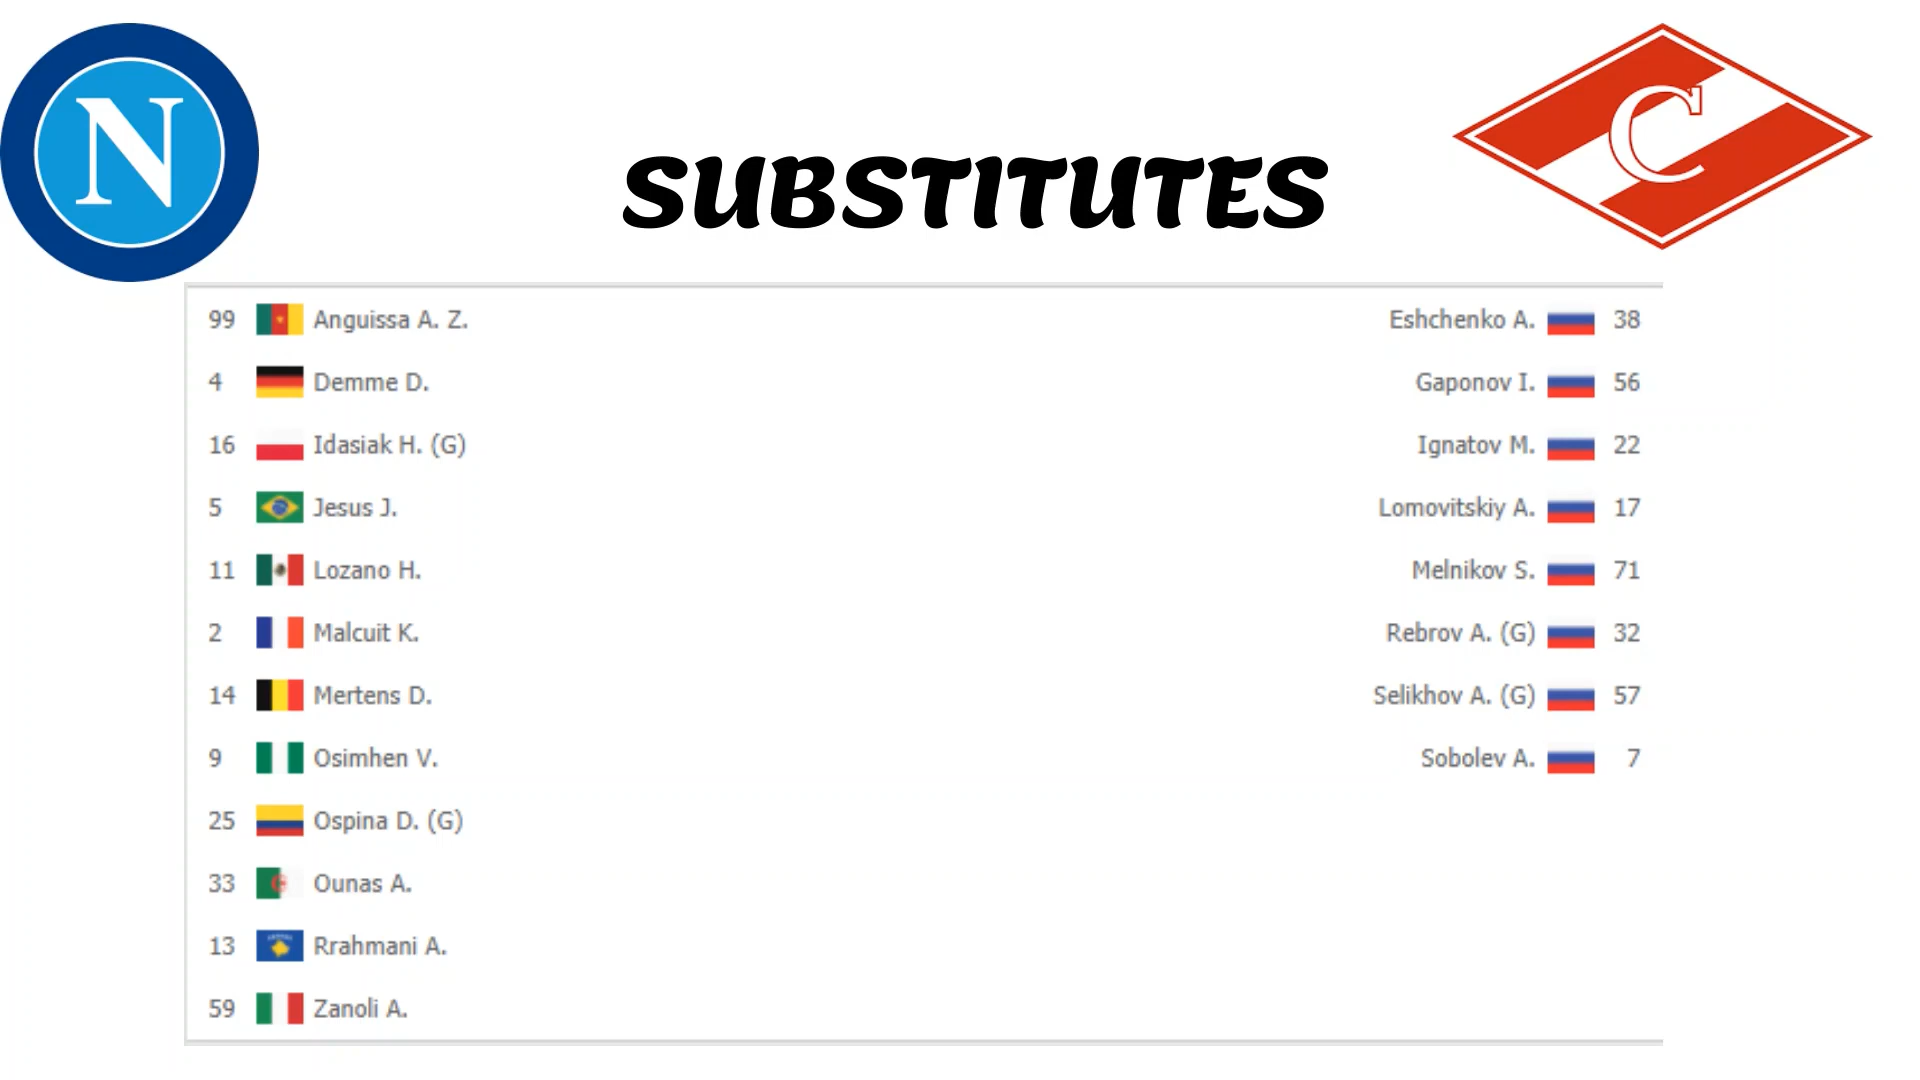 N
C
SUBSTITUTES
99 Anguissa A. Z. Eshchenko A. 38
4 Demme D. Gaponov I. 56
16 Idasiak H. (G) Ignatov M. 22
5 Jesus J. Lomovitskiy A. 17
11 Lozano H. Melnikov S. 71
2 Malcuit K. Rebrov A. (G) 32
14 Mertens D. Selikhov A. (G) 57
9 Osimhen V. Sobolev A. 7
25 Ospina D. (G)
33 Ounas A.
13 Rrahmani A.
59 Zanoli A.